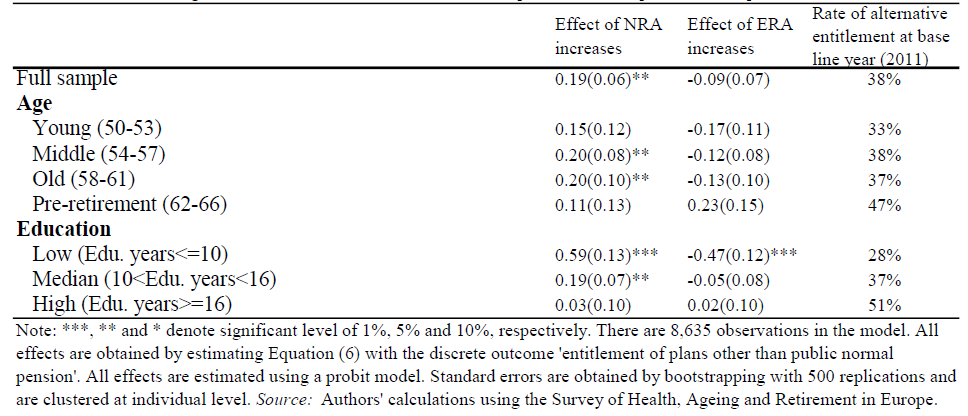 Effect of NRA increases Effect of ERA increases Rate of alternative entitlement at base line year (2011)
Full sample 0.19(0.06)** -0.09(0.07) 38%
Age
Young (50-53) 0.15(0.12) -0.17(0.11) 33%
Middle (54-57) 0.20(0.08)** -0.12(0.08) 38%
Old (58-61) 0.20(0.10)** -0.13(0.10) 37%
Pre-retirement (62-66) 0.11(0.13) 0.23(0.15) 47%
Education
Low (Edu. years<=10) 0.59(0.13)*** -0.47(0.12)*** 28%
Median (10<Edu. years<16) 0.19(0.07)** -0.05(0.08) 37%
High (Edu. years>=16) 0.03(0.10) 0.02(0.10) 51%
Note: ***, ** and * denote significant level of 1%, 5% and 10%, respectively. There are 8,635 observations in the model. All
effects are obtained by estimating Equation (6) with the discrete outcome 'entitlement of plans other than public normal
pension'. All effects are estimated using a probit model. Standard errors are obtained by bootstrapping with 500 replications and
are clustered at individual level. Source: Authors' calculations using the Survey of Health, Ageing and Retirement in Europe.